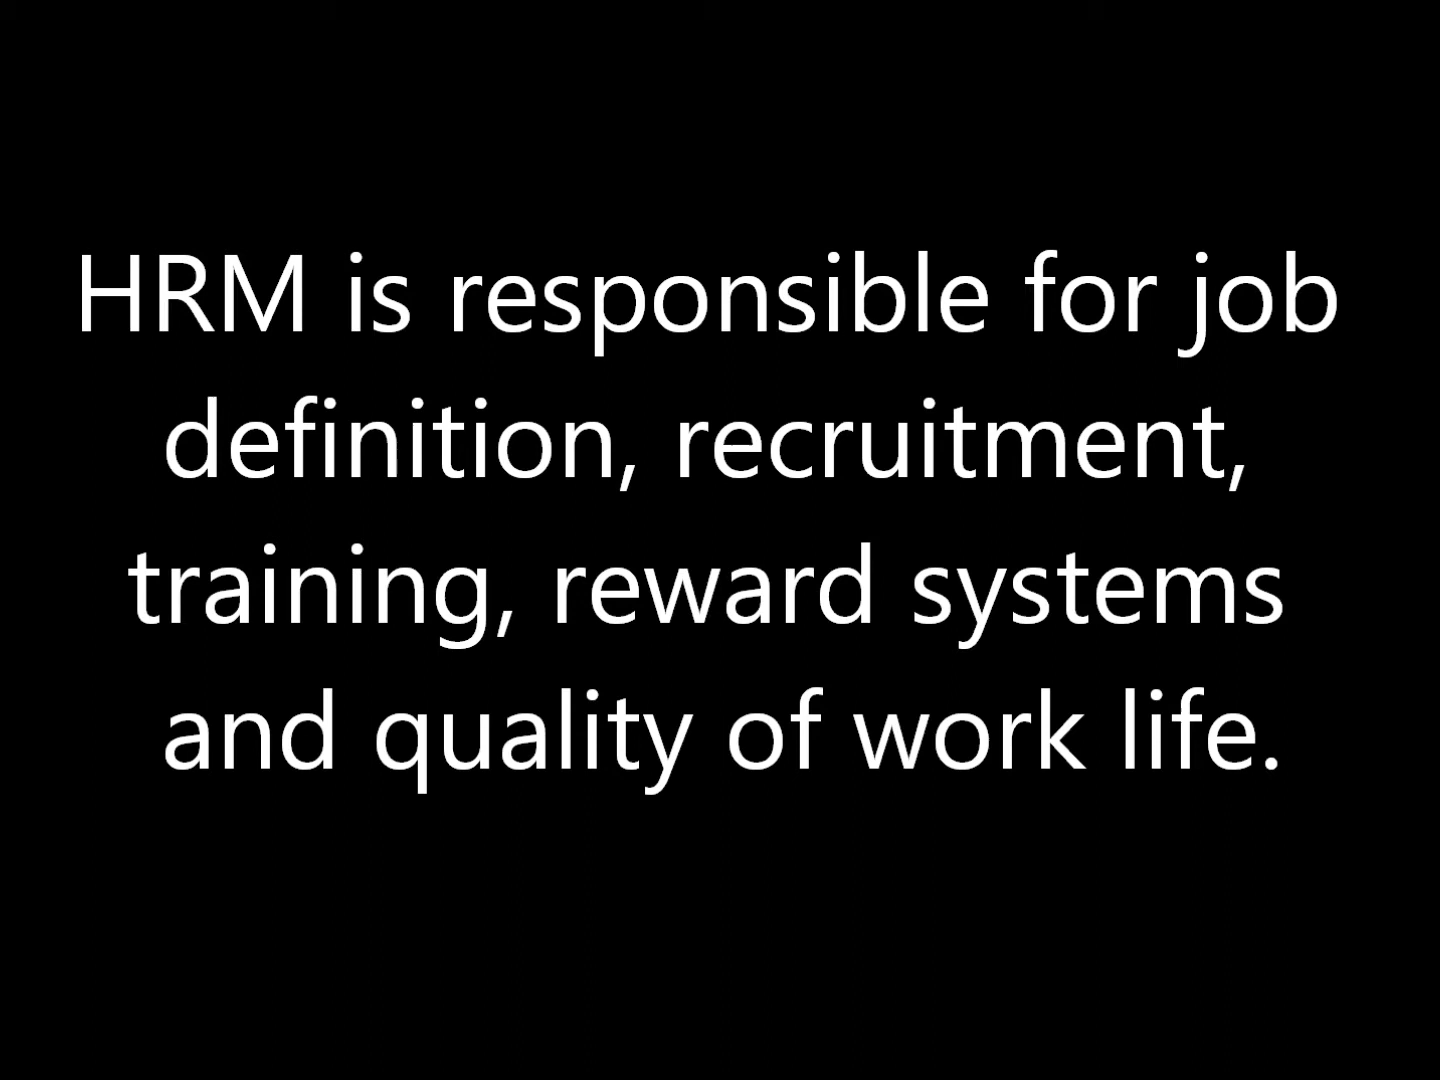 HRM is responsible for job
definition, recruitment,
training, reward systems
and quality of work life.